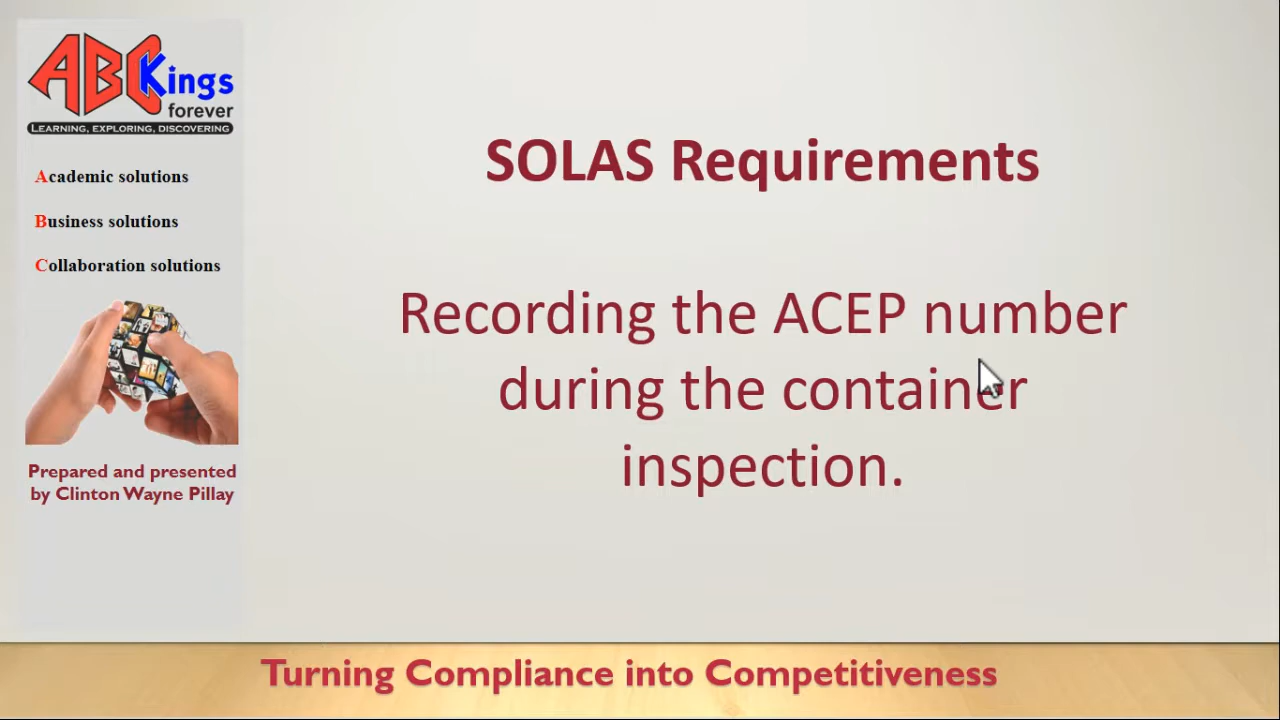 ABC Kings
forever
LEARNING, EXPLORING, DISCOVERING
Academic solutions
Business solutions
Collaboration solutions
Prepared and presented
by Clinton Wayne Pillay
SOLAS Requirements
Recording the ACEP number
during the container
inspection.
Turning Compliance into Competitiveness